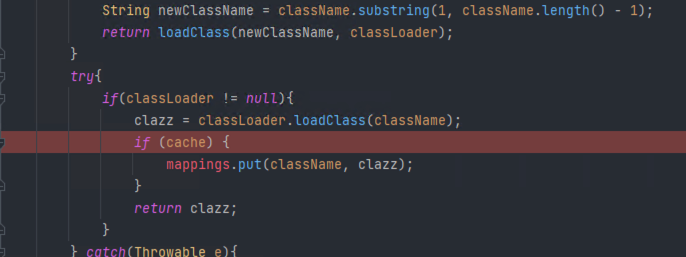 String newClassName = className.substring(1, className.length() - 1);
return loadClass(newClassName, classLoader);
}
try{
if(classLoader != null){
clazz = classLoader.loadClass(className);
if (cache) {
mappings.put(className, clazz);
}
return clazz;
}
} catch(Throwable e){